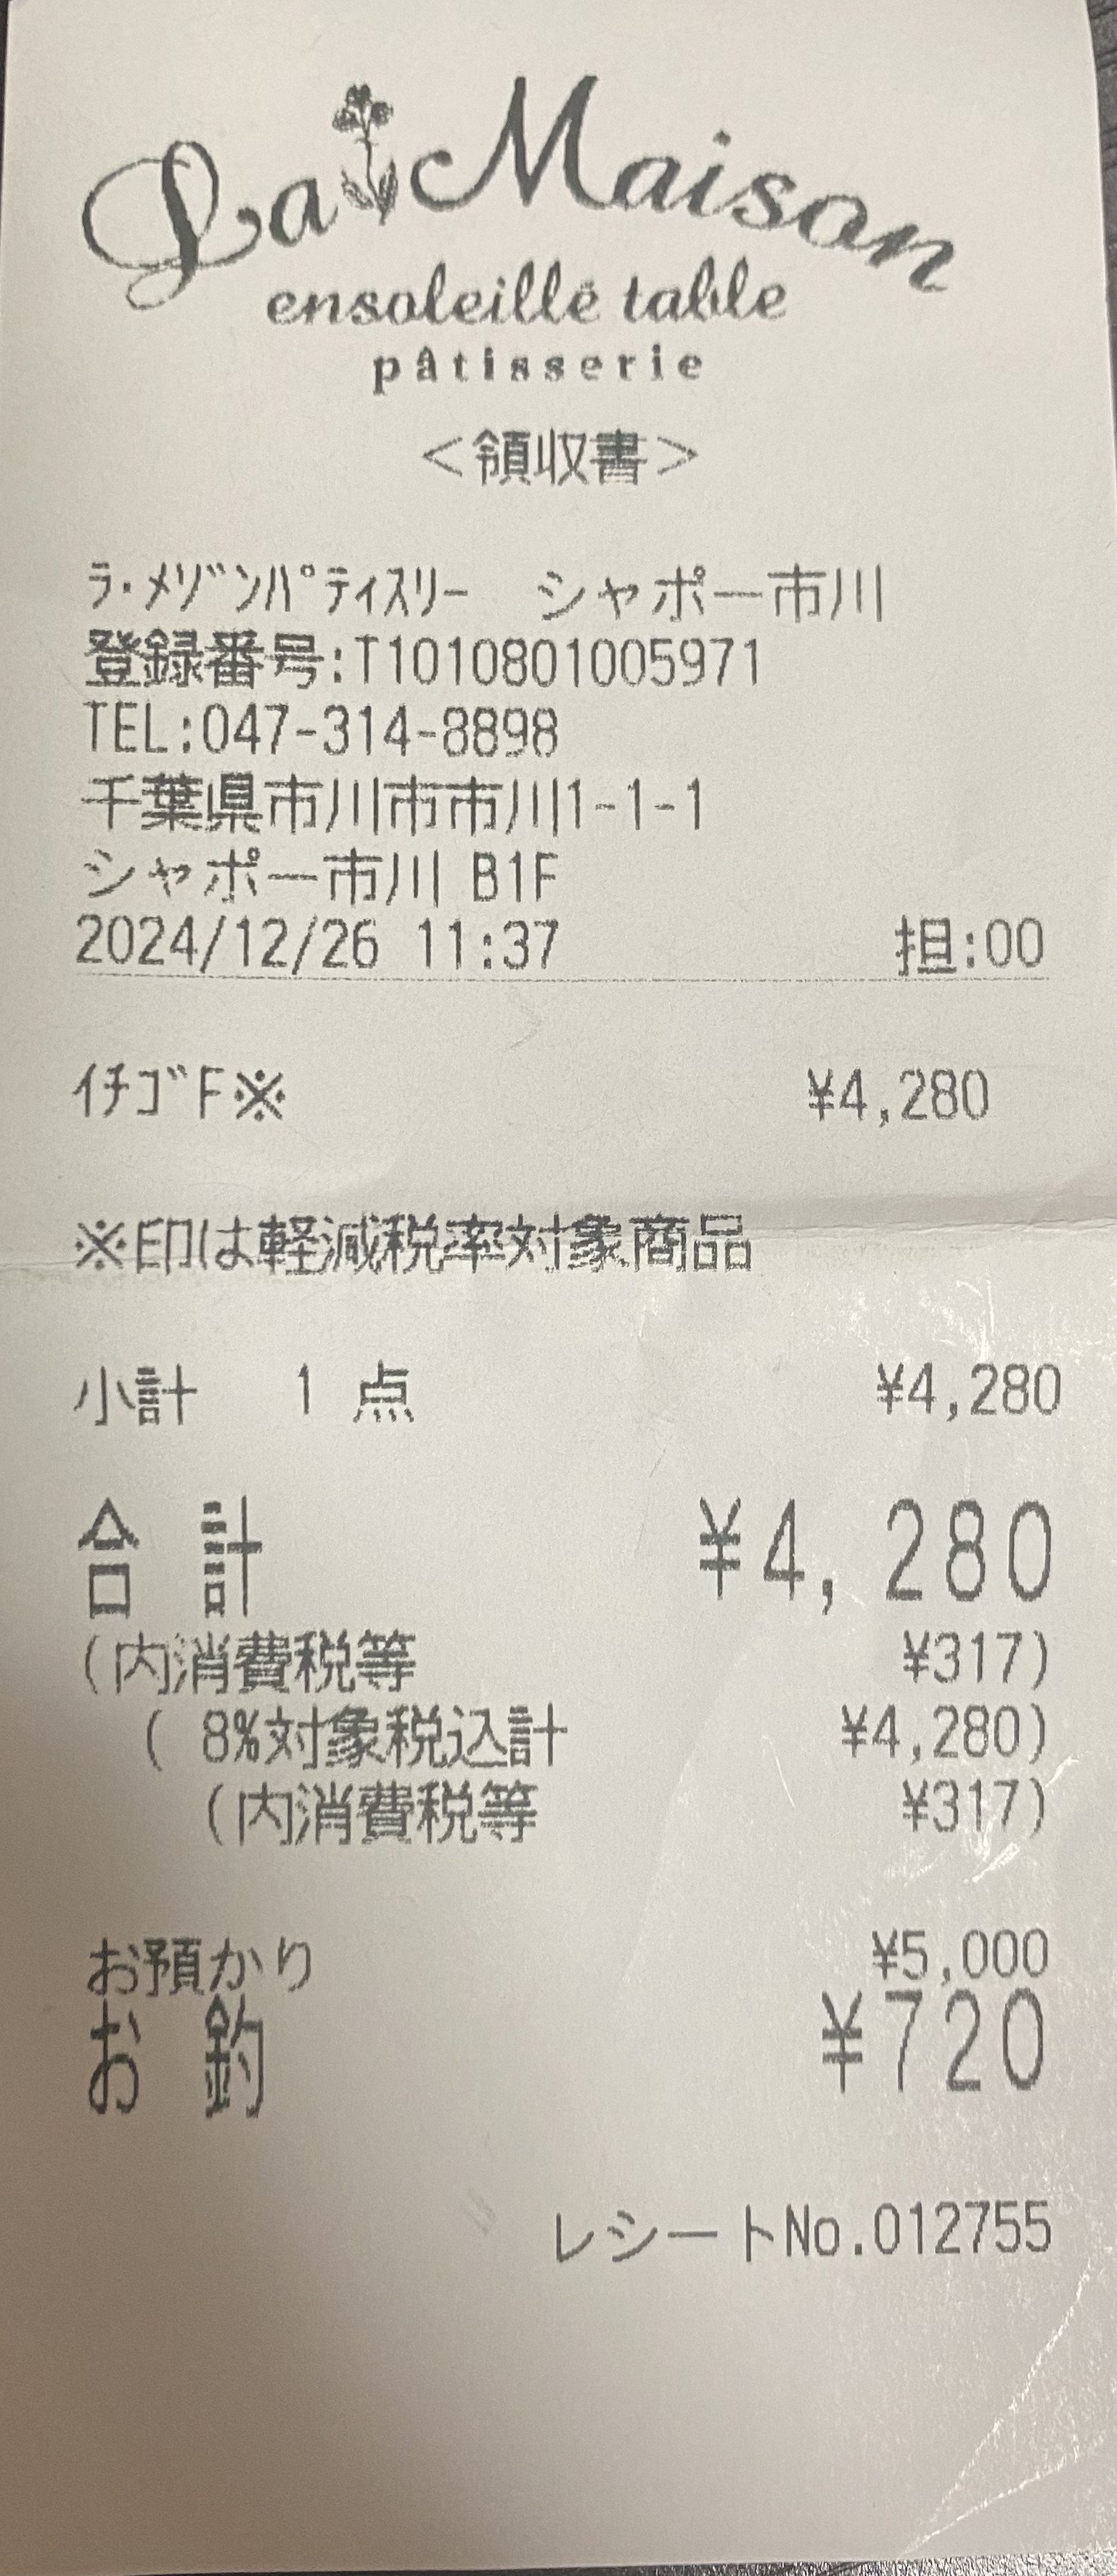 La Maison
ensoleillé table
pâtisserie
＜領収書＞
ﾗ･ﾒｿﾞﾝﾊﾟﾃｨｽﾘｰ　シャポー市川
登録番号:T1010801005971
TEL:047-314-8898
千葉県市川市市川1-1-1
シャポー市川 B1F
2024/12/26 11:37 担:00
ｲﾁｺﾞF※ ¥4,280
※印は軽減税率対象商品
小計 1 点 ¥4,280
合 計 ¥4,280
(内消費税等 ¥317)
( 8%対象税込計 ¥4,280)
(内消費税等 ¥317)
お預かり ¥5,000
お 釣 ¥720
レシートNo.012755